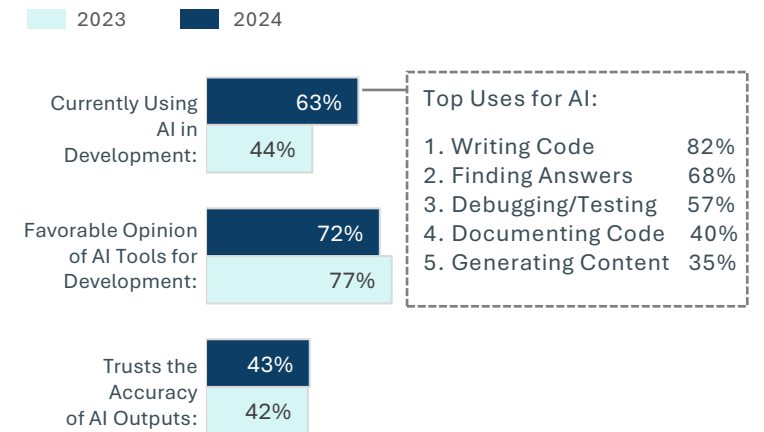 2023 2024
Currently Using
AI in
Development:
63%
44%
Top Uses for AI:
1. Writing Code 82%
2. Finding Answers 68%
3. Debugging/Testing 57%
4. Documenting Code 40%
5. Generating Content 35%
Favorable Opinion
of AI Tools for
Development:
72%
77%
Trusts the
Accuracy
of AI Outputs:
43%
42%